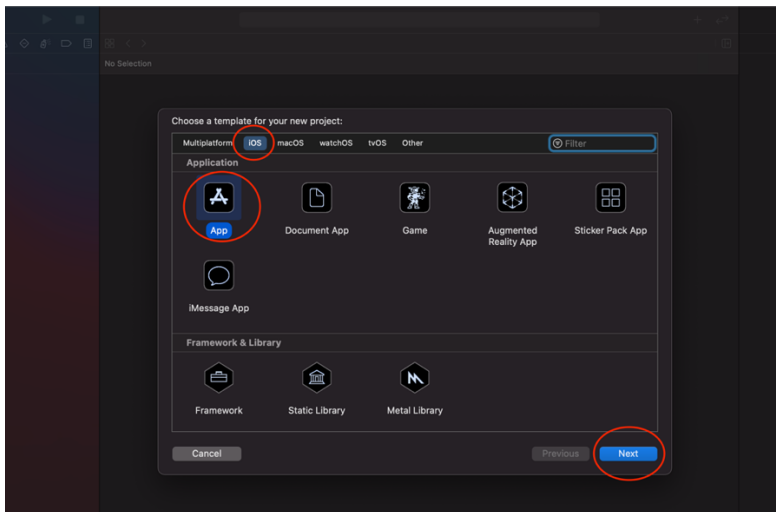 No Selection
Choose a template for your new project:
Multiplatform iOS macOS watchOS tvOS Other Filter
Application
App Document App Game Augmented Reality App Sticker Pack App
iMessage App
Framework & Library
Framework Static Library Metal Library
Cancel Previous Next